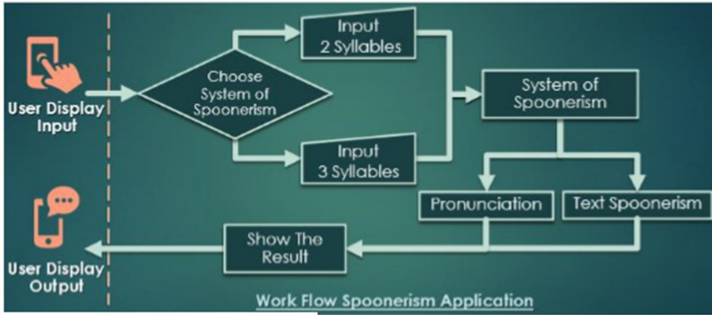 User Display
Input
Choose
System of
Spoonerism
Input
2 Syllables
Input
3 Syllables
System of
Spoonerism
Pronunciation
Text Spoonerism
Show The
Result
User Display
Output
Work Flow Spoonerism Application